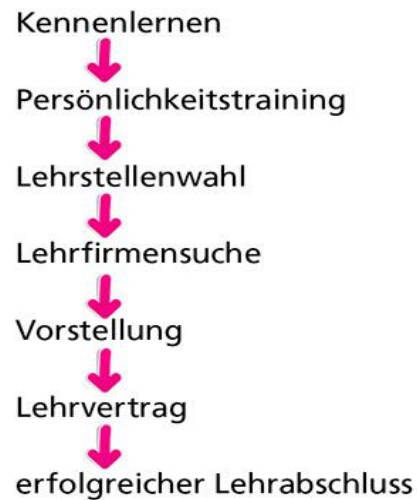 Kennenlernen
Persönlichkeitstraining
Lehrstellenwahl
Lehrfirmensuche
Vorstellung
Lehrvertrag
erfolgreicher Lehrabschluss